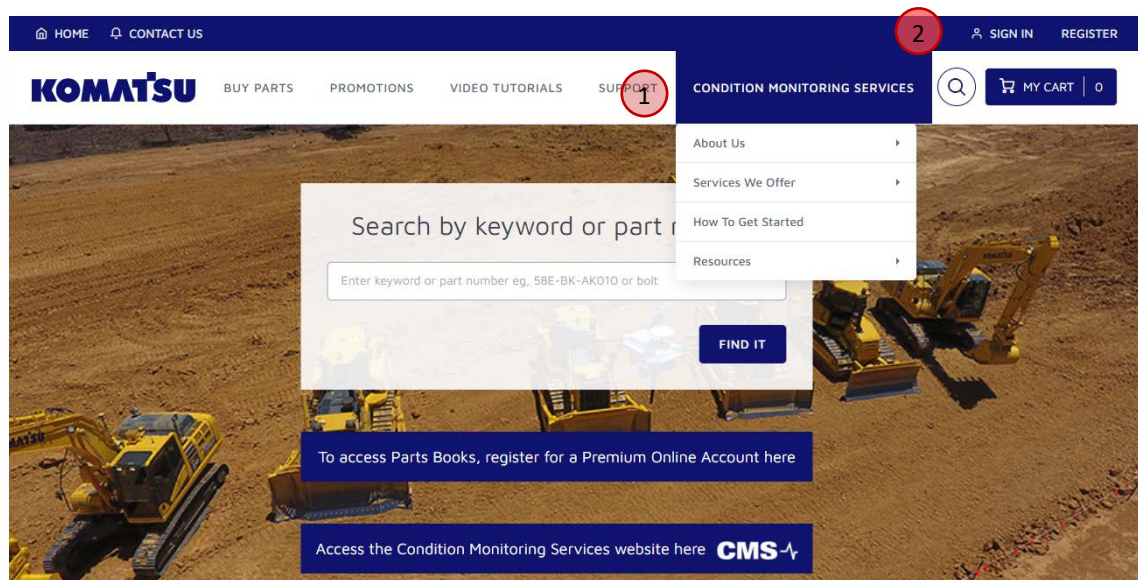 HOME CONTACT US 2 SIGN IN REGISTER
KOMATSU BUY PARTS PROMOTIONS VIDEO TUTORIALS SUPPORT 1 CONDITION MONITORING SERVICES MY CART 0
About Us
Services We Offer
How To Get Started
Resources
Search by keyword or part
Enter keyword or part number eg, 58E-BK-AK010 or bolt
FIND IT
KOMATSU
To access Parts Books, register for a Premium Online Account here
Access the Condition Monitoring Services website here CMS